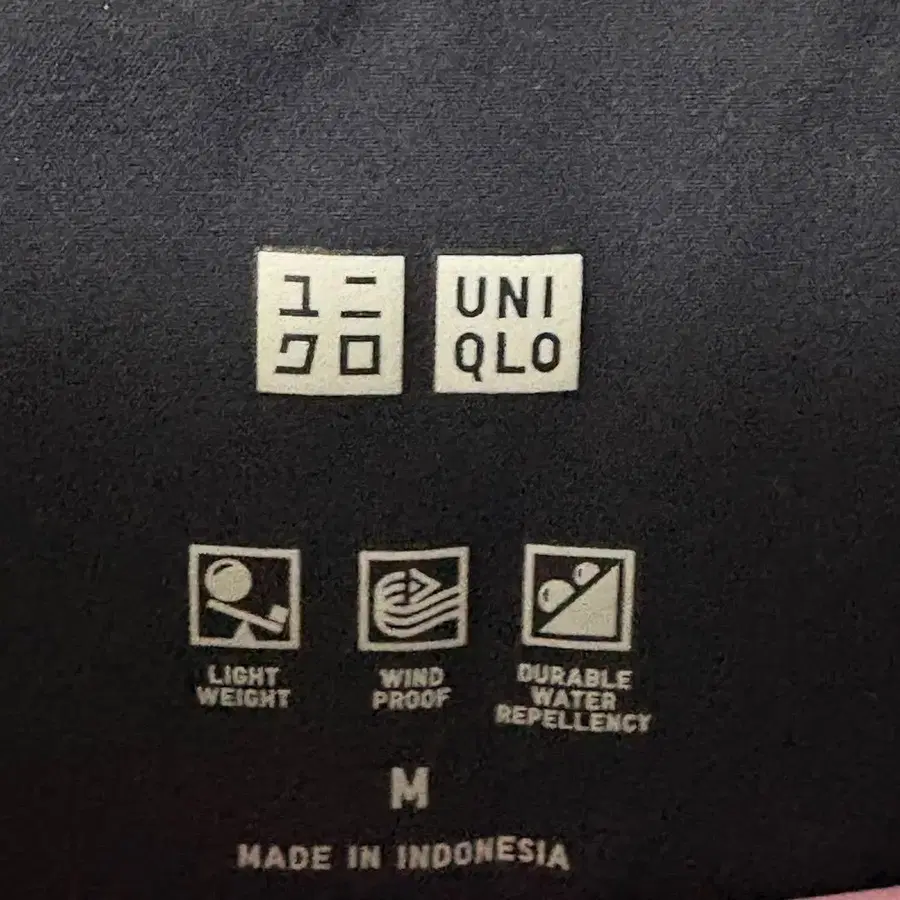 ユニ
クロ
UNI
QLO
LIGHT
WEIGHT
WIND
PROOF
DURABLE
WATER
REPELLENCY
M
MADE IN INDONESIA